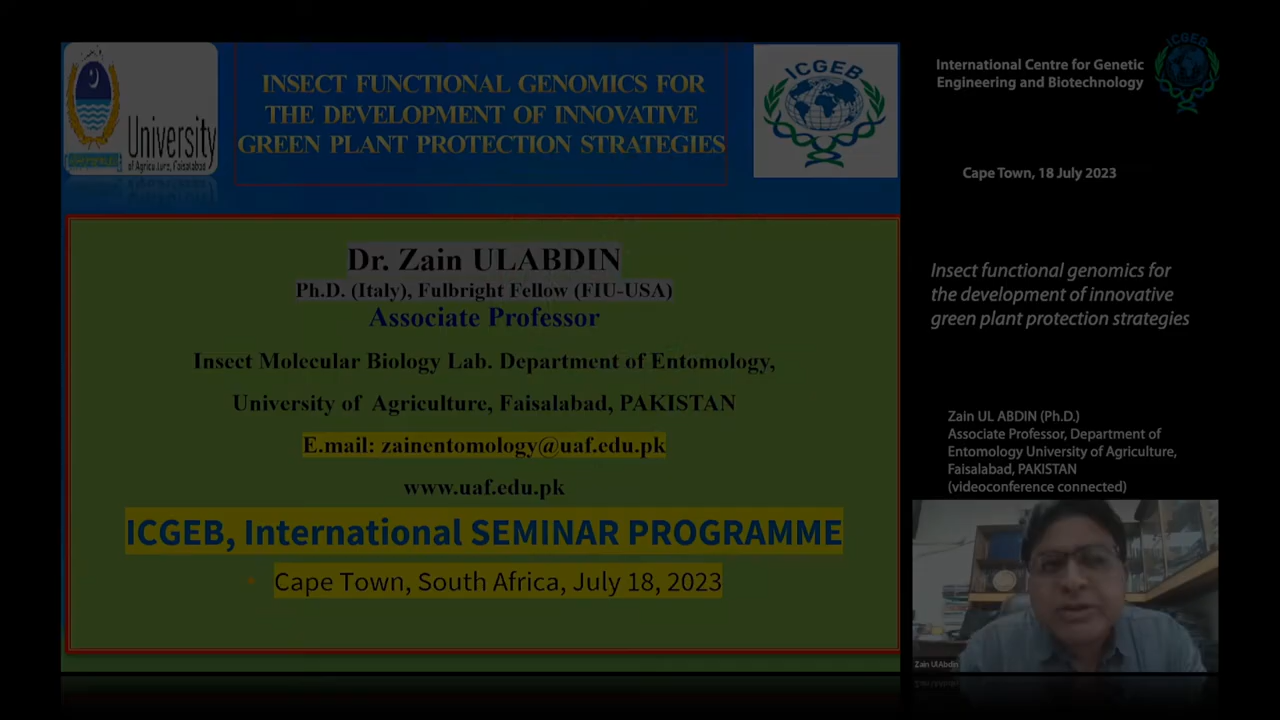 University
of Agriculture, Faisalabad
INSECT FUNCTIONAL GENOMICS FOR
THE DEVELOPMENT OF INNOVATIVE
GREEN PLANT PROTECTION STRATEGIES
ICGEB
Dr. Zain ULABDIN
Ph.D. (Italy), Fulbright Fellow (FIU-USA)
Associate Professor
Insect Molecular Biology Lab. Department of Entomology,
University of Agriculture, Faisalabad, PAKISTAN
E.mail: zainentomology@uaf.edu.pk
www.uaf.edu.pk
ICGEB, International SEMINAR PROGRAMME
• Cape Town, South Africa, July 18, 2023
International Centre for Genetic
Engineering and Biotechnology
ICGEB
Cape Town, 18 July 2023
Insect functional genomics for
the development of innovative
green plant protection strategies
Zain UL ABDIN (Ph.D.)
Associate Professor, Department of
Entomology University of Agriculture,
Faisalabad, PAKISTAN
(videoconference connected)
Zain UlAbdin